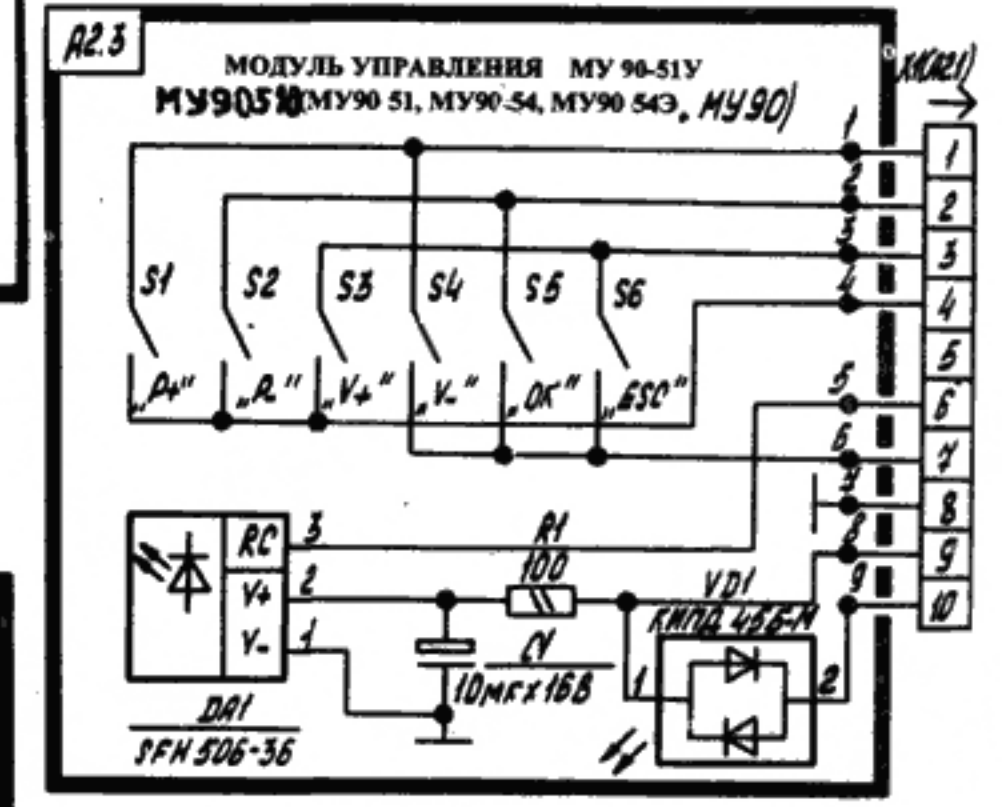 А2.3
МОДУЛЬ УПРАВЛЕНИЯ МУ 90-51У
(МУ90 51, МУ90-54, МУ90 54Э, МУ90)
X1(A21)
1
2
3
4
5
6
7
8
9
10
1
2
3
4
5
6
7
8
9
S1
S2
S3
S4
S5
S6
„P+“
„P-“
„V+“
„V-“
„OK“
„ESC“
RC
V+
V-
3
2
1
R1
100
C1
10мкх16В
VD1
КИПД 45Б-М
1
2
DA1
SFH 506-36